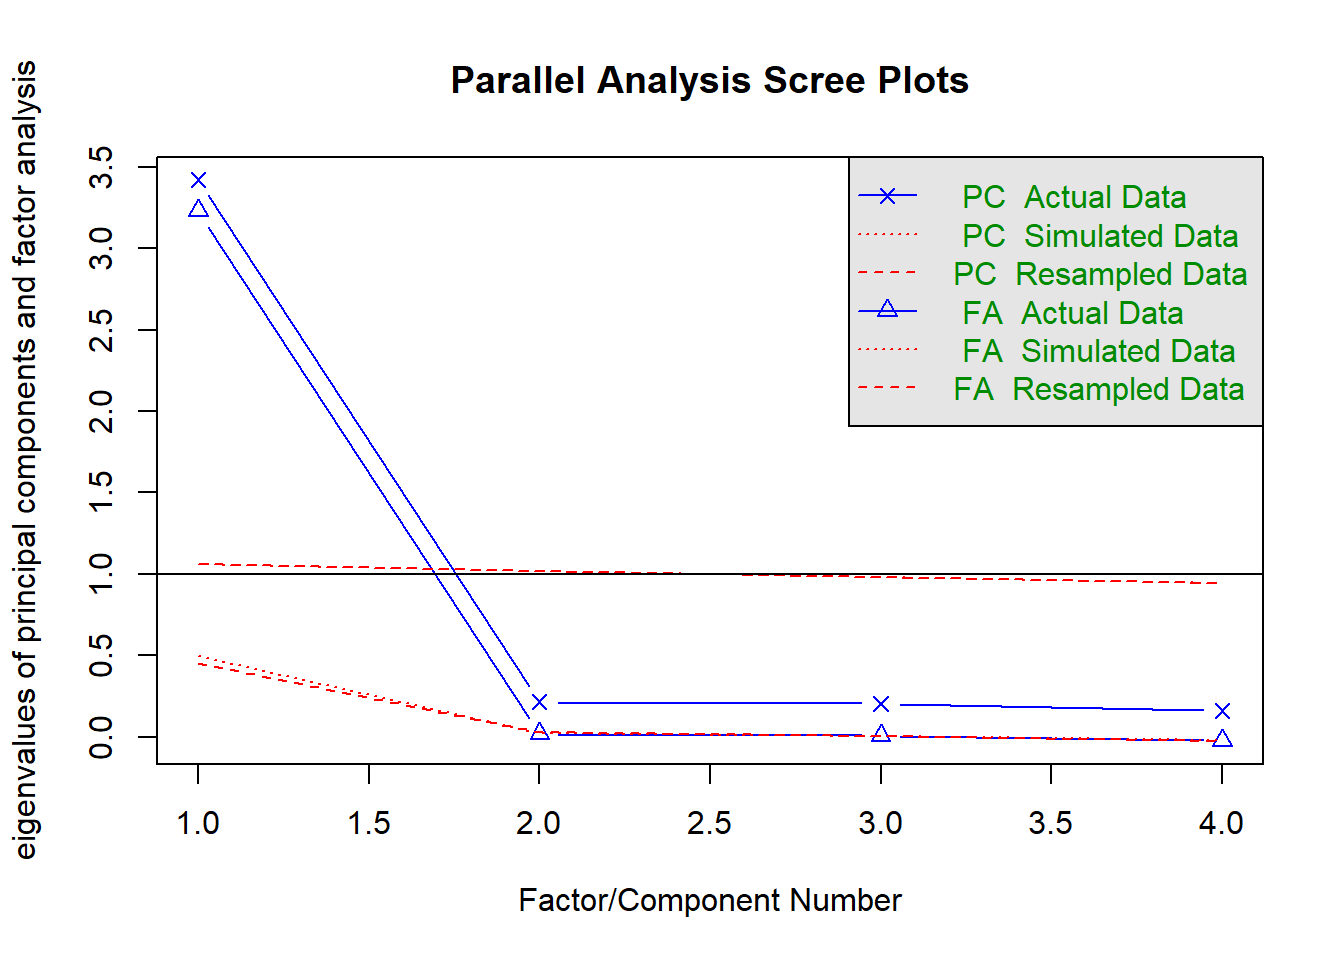 Parallel Analysis Scree Plots
eigenvalues of principal components and factor analysis
3.5
3.0
2.5
2.0
1.5
1.0
0.5
0.0
PC Actual Data
PC Simulated Data
PC Resampled Data
FA Actual Data
FA Simulated Data
FA Resampled Data
1.0 1.5 2.0 2.5 3.0 3.5 4.0
Factor/Component Number